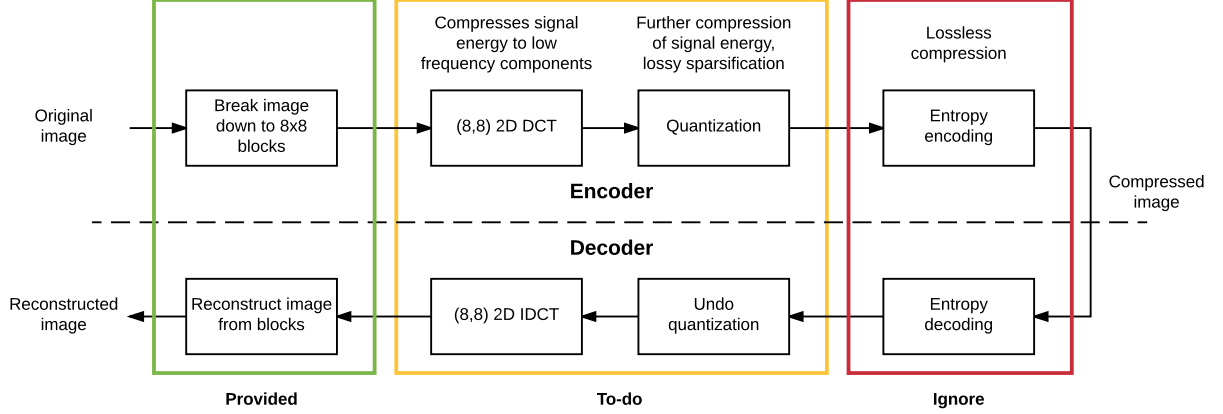 Compresses signal
energy to low
frequency components
Further compression
of signal energy,
lossy sparsification
Lossless
compression
Original
image
Break image
down to 8x8
blocks
(8,8) 2D DCT
Quantization
Entropy
encoding
Encoder
Compressed
image
Decoder
Reconstructed
image
Reconstruct image
from blocks
(8,8) 2D IDCT
Undo
quantization
Entropy
decoding
Provided
To-do
Ignore